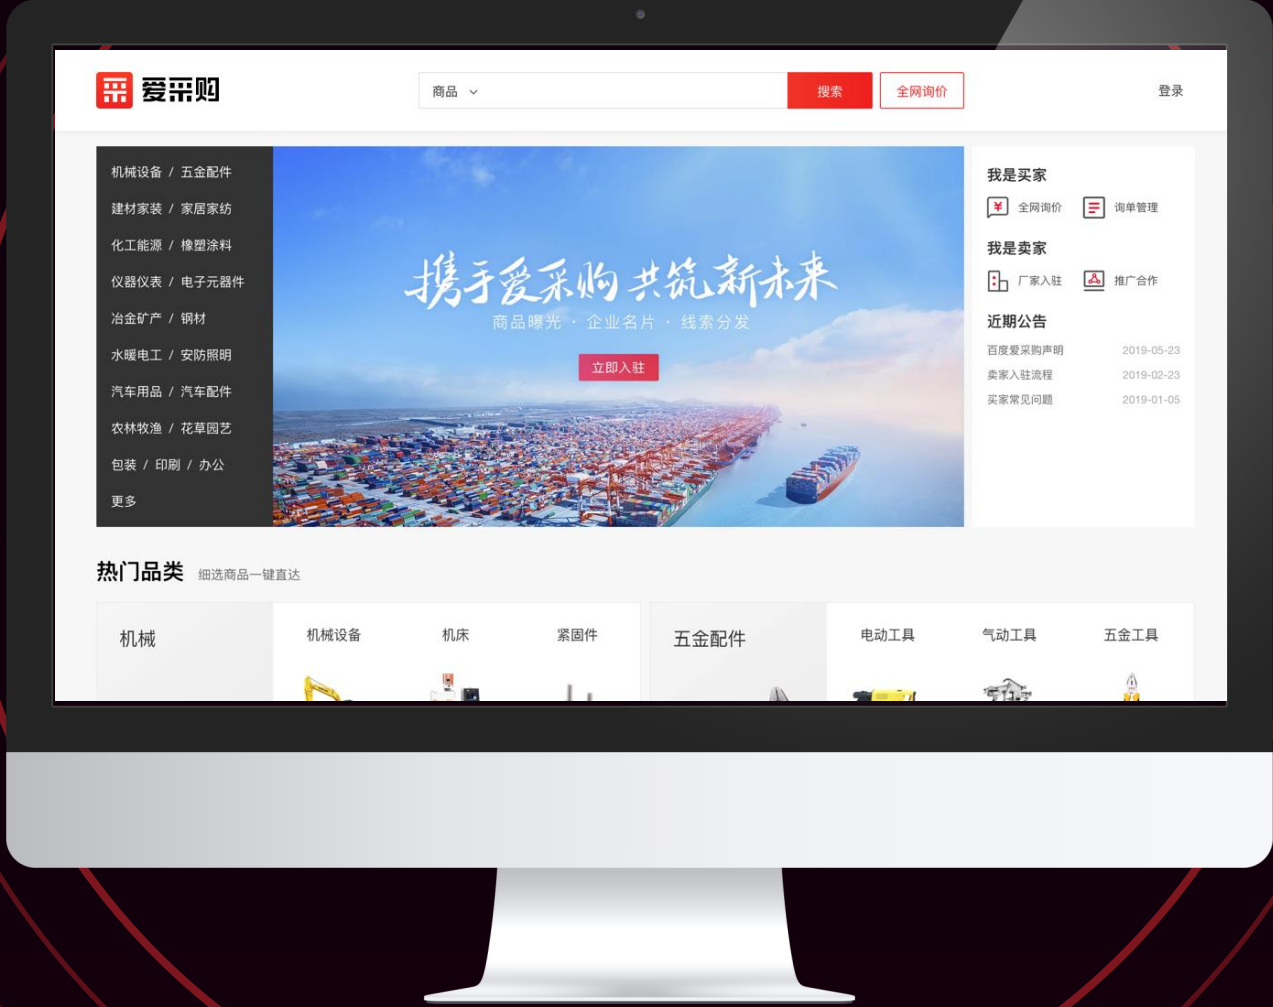 采 爱采购
商品 搜索 全网询价 登录
机械设备 / 五金配件
建材家装 / 家居家纺
化工能源 / 橡塑涂料
仪器仪表 / 电子元器件
冶金矿产 / 钢材
水暖电工 / 安防照明
汽车用品 / 汽车配件
农林牧渔 / 花草园艺
包装 / 印刷 / 办公
更多
携手爱采购 共筑新未来
商品曝光 · 企业名片 · 线索分发
立即入驻
我是买家
¥ 全网询价 询单管理
我是卖家
厂家入驻 推广合作
近期公告
百度爱采购声明 2019-05-23
卖家入驻流程 2019-02-23
买家常见问题 2019-01-05
热门品类 细选商品一键直达
机械 机械设备 机床 紧固件
五金配件 电动工具 气动工具 五金工具